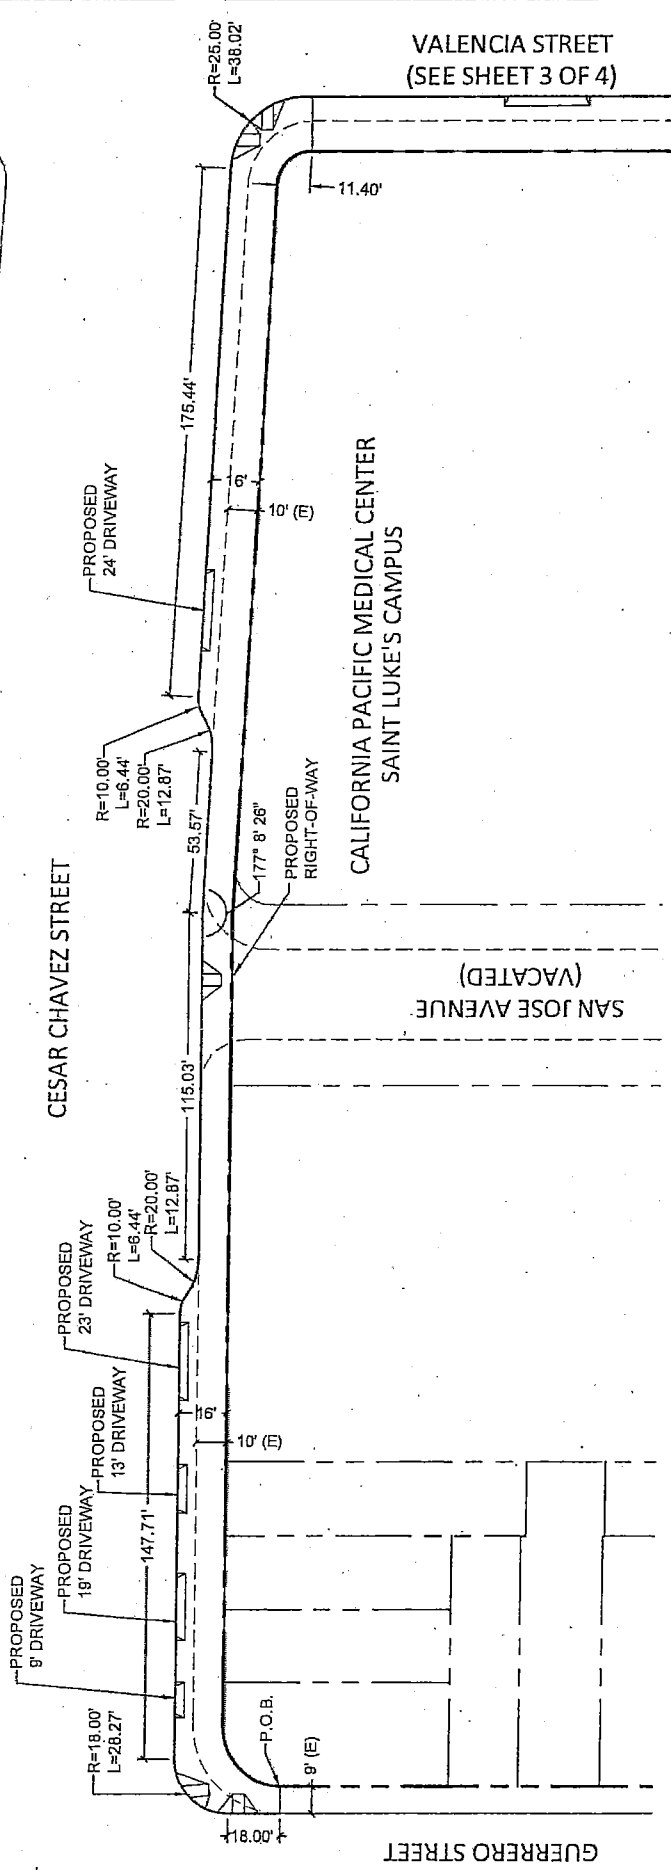 VALENCIA STREET
(SEE SHEET 3 OF 4)
R=25.00'
L=38.02'
11.40'
175.44'
PROPOSED
24' DRIVEWAY
16'
10' (E)
CALIFORNIA PACIFIC MEDICAL CENTER
SAINT LUKE'S CAMPUS
R=10.00'
L=6.44'
R=20.00'
L=12.87'
53.57'
177° 8' 26"
PROPOSED
RIGHT-OF-WAY
CESAR CHAVEZ STREET
SAN JOSE AVENUE
(VACATED)
115.03'
R=10.00'
L=6.44'
R=20.00'
L=12.87'
PROPOSED
23' DRIVEWAY
16'
10' (E)
PROPOSED
13' DRIVEWAY
147.71'
PROPOSED
19' DRIVEWAY
PROPOSED
9' DRIVEWAY
R=18.00'
L=28.27'
P.O.B.
9' (E)
18.00'
GUERRERO STREET